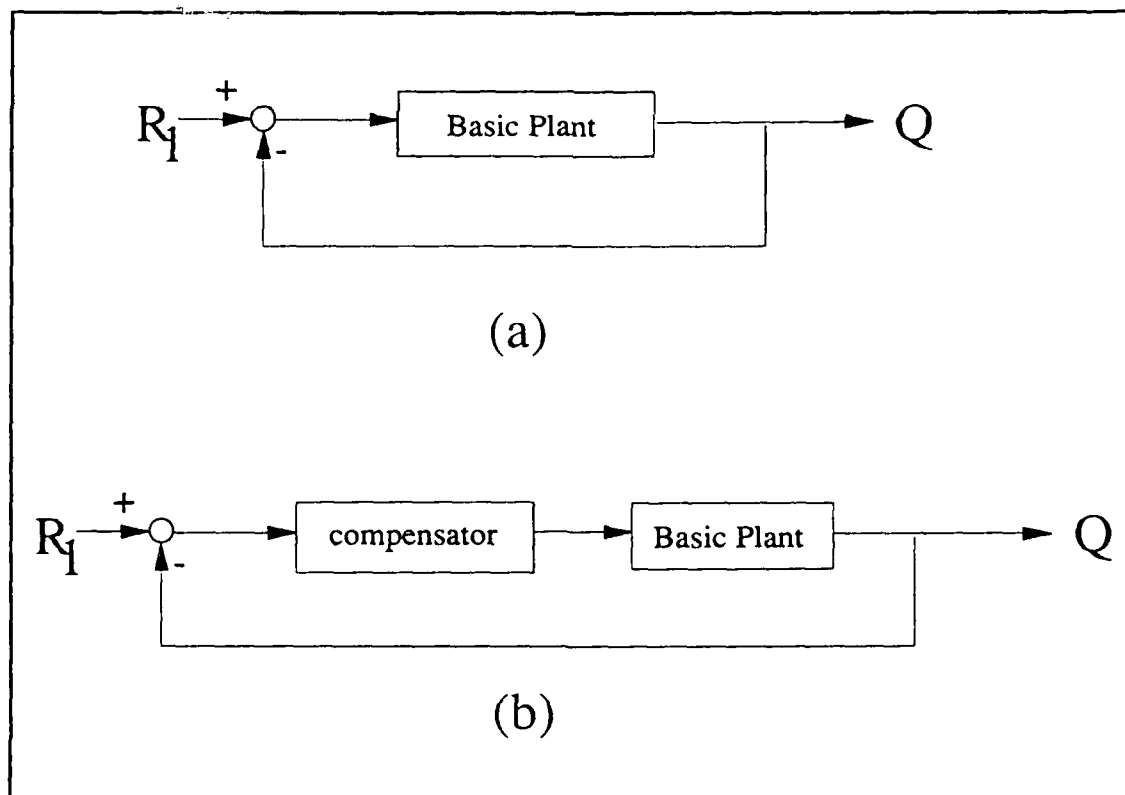 +
R1
-
Basic Plant
Q
(a)
+
R1
-
compensator
Basic Plant
Q
(b)